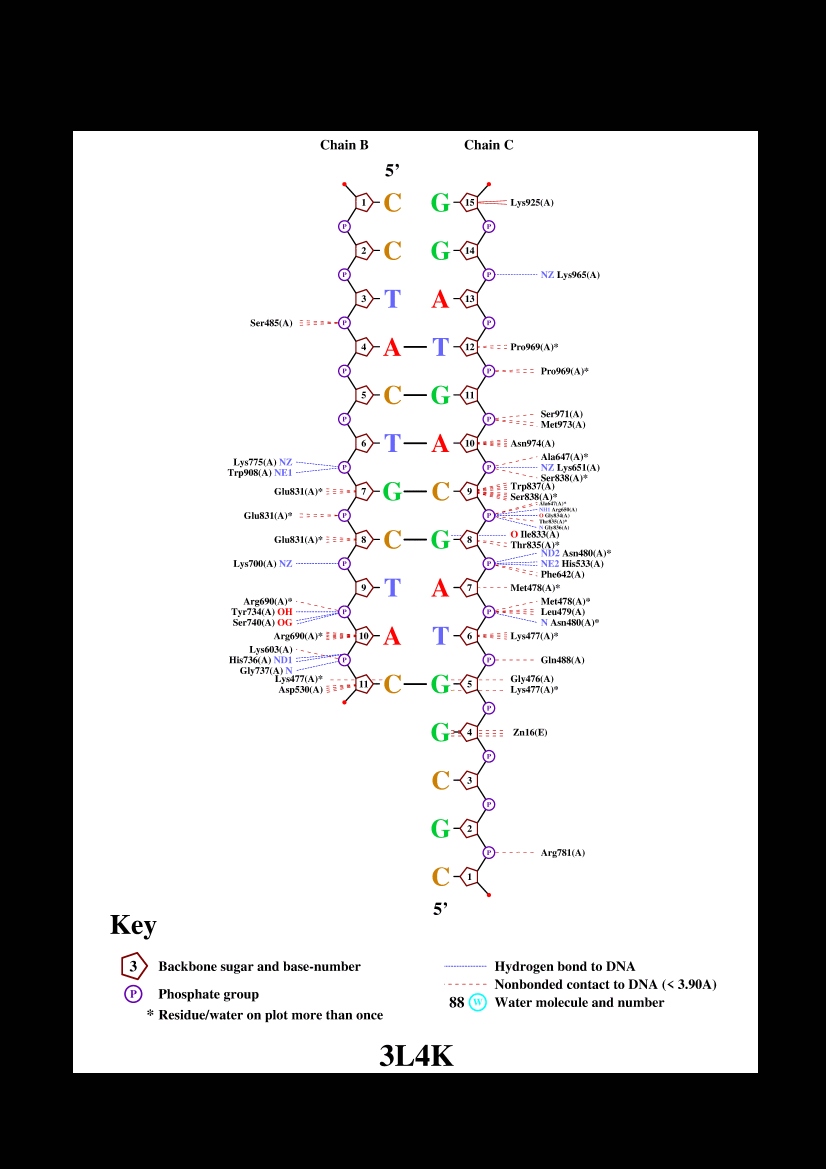 Chain B Chain C
5’
1 C G 15 Lys925(A)
P P
2 C G 14
P P NZ Lys965(A)
3 T A 13
Ser485(A) P P
4 A T 12 Pro969(A)*
P P Pro969(A)*
5 C G 11
Ser971(A)
P P
Met973(A)
6 T A 10 Asn974(A)
Ala647(A)*
Lys775(A) NZ
P P NZ Lys651(A)
Trp908(A) NE1
Ser838(A)*
Trp837(A)
Glu831(A)* 7 G C 9
Ser838(A)*
Ala647(A)*
NH1 Arg650(A)
Glu831(A)* P P O Gly834(A)
Thr835(A)*
N Gly836(A)
O Ile833(A)
Glu831(A)* 8 C G 8
Thr835(A)*
ND2 Asn480(A)*
Lys700(A) NZ P P NE2 His533(A)
Phe642(A)
9 T A 7 Met478(A)*
Arg690(A)* Met478(A)*
Tyr734(A) OH P P Leu479(A)
Ser740(A) OG N Asn480(A)*
Arg690(A)* 10 A T 6 Lys477(A)*
Lys603(A)
His736(A) ND1 P P Gln488(A)
Gly737(A) N
Lys477(A)* Gly476(A)
11 C G 5
Asp530(A) Lys477(A)*
P
G 4 Zn16(E)
P
C 3
P
G 2
P Arg781(A)
C 1
5’
Key
3 Backbone sugar and base-number
Hydrogen bond to DNA
Nonbonded contact to DNA (< 3.90A)
P Phosphate group
88 W Water molecule and number
* Residue/water on plot more than once
3L4K